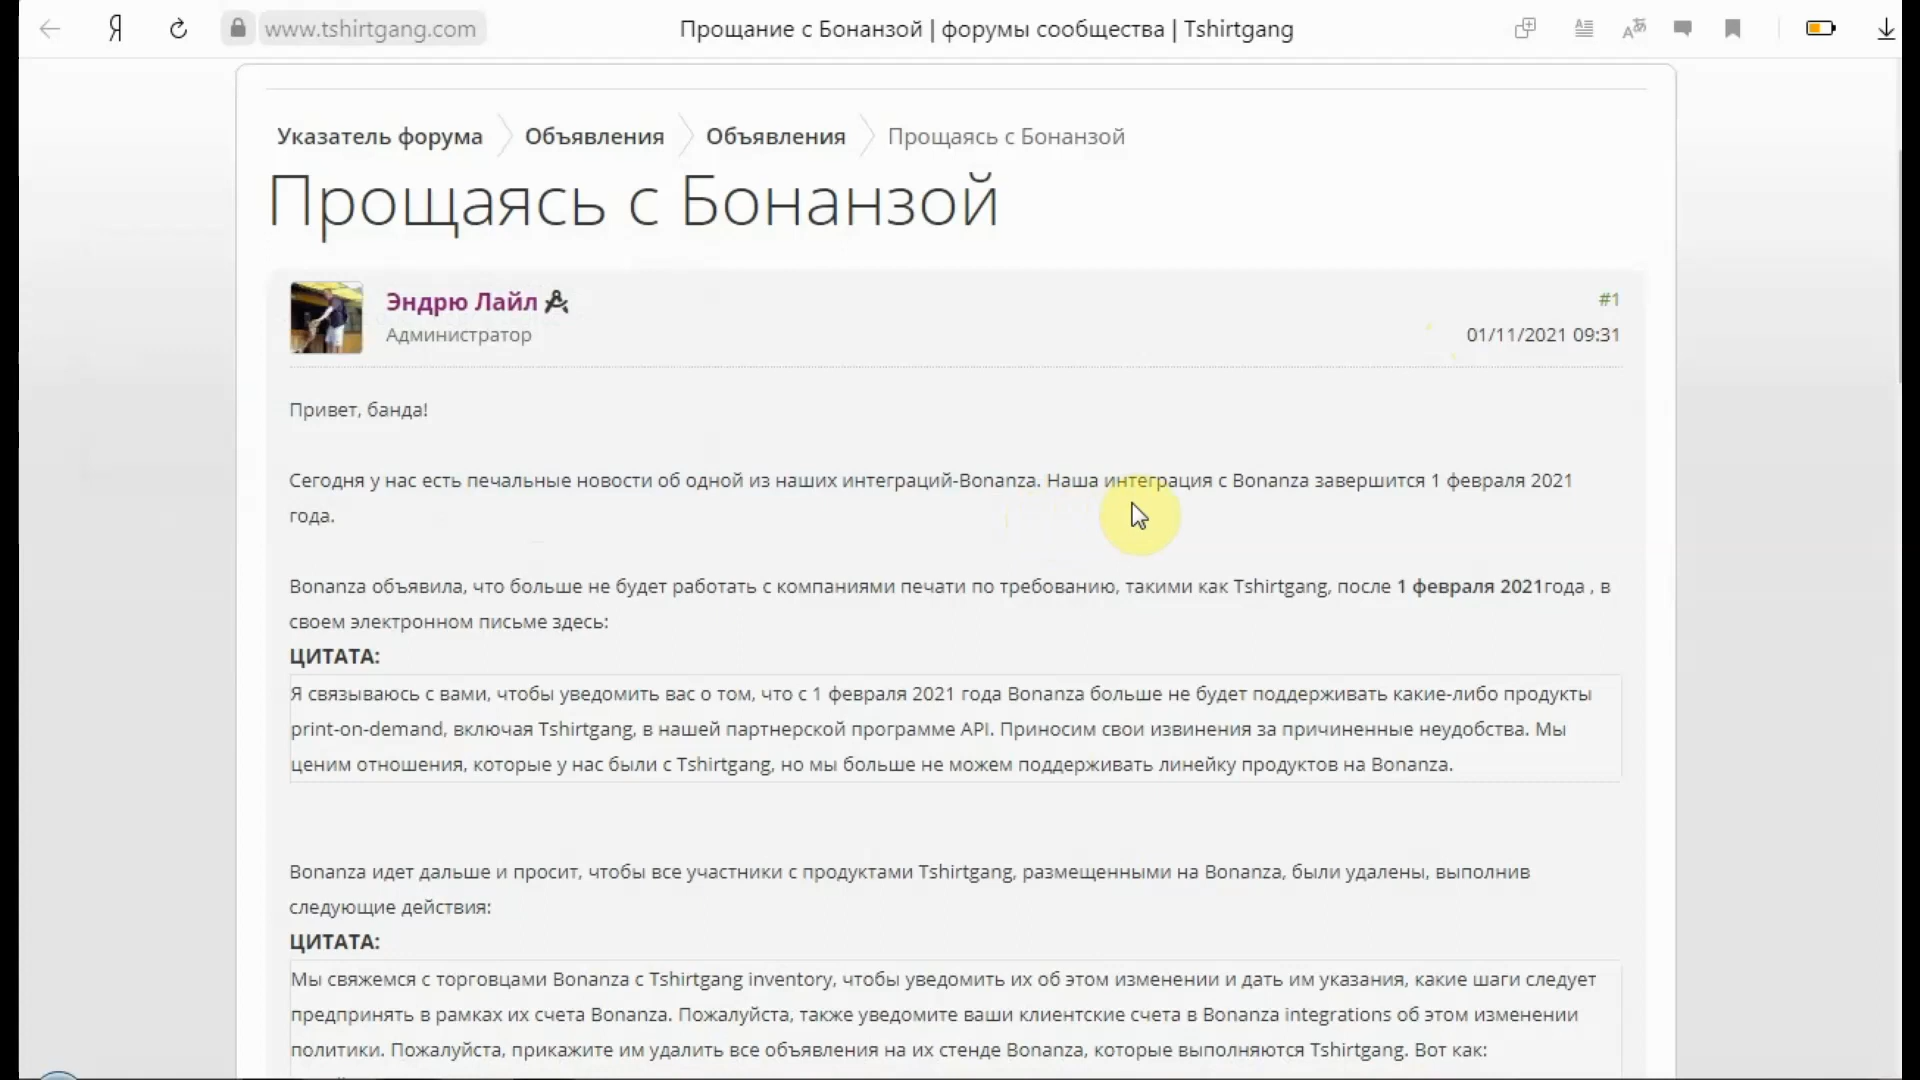 Я
www.tshirtgang.com
Прощание с Бонанзой | форумы сообщества | Tshirtgang
Указатель форума
Объявления
Объявления
Прощаясь с Бонанзой
Прощаясь с Бонанзой
Эндрю Лайл
#1
Администратор
01/11/2021 09:31
Привет, банда!
Сегодня у нас есть печальные новости об одной из наших интеграций-Bonanza. Наша интеграция с Bonanza завершится 1 февраля 2021
года.
Bonanza объявила, что больше не будет работать с компаниями печати по требованию, такими как Tshirtgang, после 1 февраля 2021года , в
своем электронном письме здесь:
ЦИТАТА:
Я связываюсь с вами, чтобы уведомить вас о том, что с 1 февраля 2021 года Bonanza больше не будет поддерживать какие-либо продукты
print-on-demand, включая Tshirtgang, в нашей партнерской программе API. Приносим свои извинения за причиненные неудобства. Мы
ценим отношения, которые у нас были с Tshirtgang, но мы больше не можем поддерживать линейку продуктов на Bonanza.
Bonanza идет дальше и просит, чтобы все участники с продуктами Tshirtgang, размещенными на Bonanza, были удалены, выполнив
следующие действия:
ЦИТАТА:
Мы свяжемся с торговцами Bonanza с Tshirtgang inventory, чтобы уведомить их об этом изменении и дать им указания, какие шаги следует
предпринять в рамках их счета Bonanza. Пожалуйста, также уведомите ваши клиентские счета в Bonanza integrations об этом изменении
политики. Пожалуйста, прикажите им удалить все объявления на их стенде Bonanza, которые выполняются Tshirtgang. Вот как: